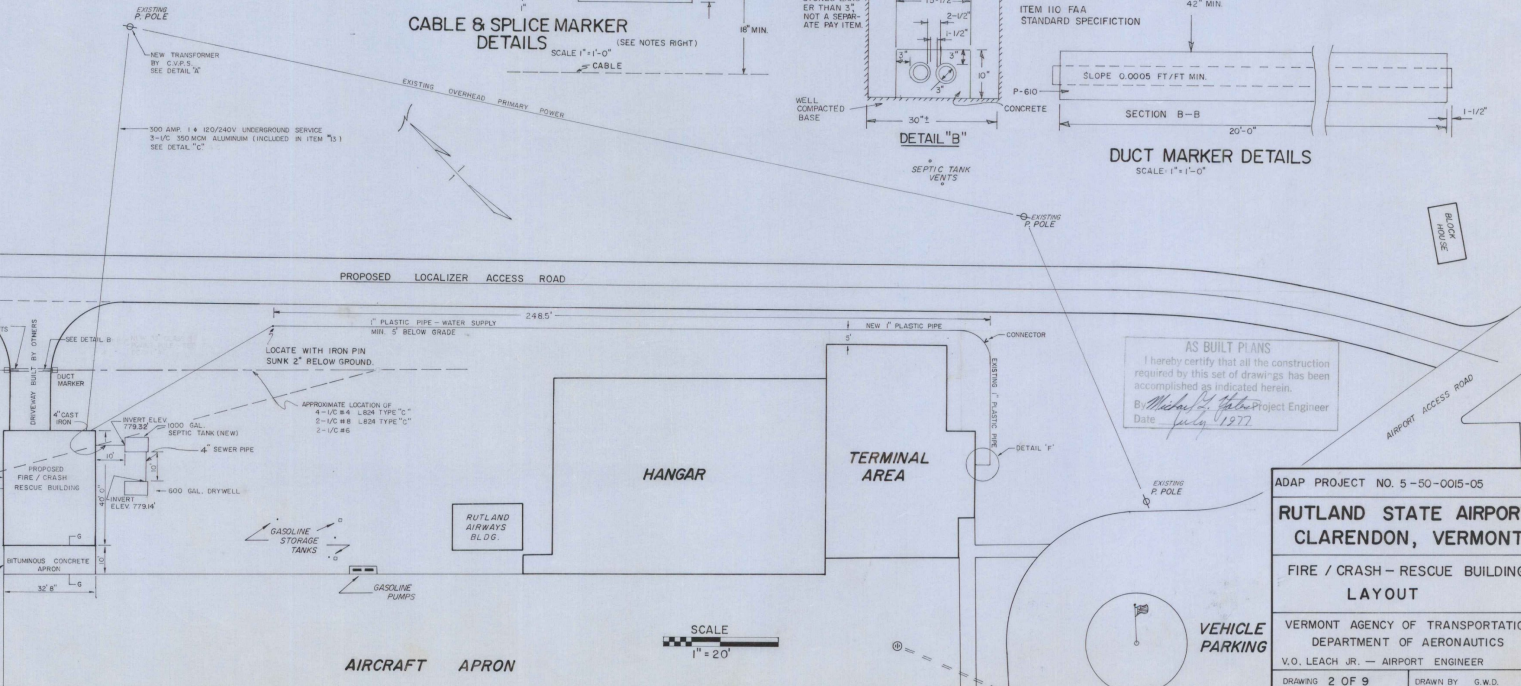 EXISTING
P. POLE
NEW TRANSFORMER
BY C.V.P.S.
SEE DETAIL "A"
1"
CABLE & SPLICE MARKER
DETAILS
(SEE NOTES RIGHT)
SCALE 1"=1'-0"
CABLE
18" MIN.
EXISTING OVERHEAD PRIMARY POWER
300 AMP. 1 ϕ 120/240V UNDERGROUND SERVICE
3-1/C 350 MCM ALUMINUM (INCLUDED IN ITEM #15)
SEE DETAIL "C"
ER THAN 3",
NOT A SEPAR-
ATE PAY ITEM.
2-1/2"
1-1/2"
3"
3"
3"
10"
WELL
COMPACTED
BASE
CONCRETE
30"±
DETAIL "B"
SEPTIC TANK
VENTS
ITEM 110 FAA
STANDARD SPECIFICTION
42" MIN.
SLOPE 0.0005 FT/FT MIN.
P-610
SECTION B-B
1-1/2"
20'-0"
DUCT MARKER DETAILS
SCALE: 1"=1'-0"
EXISTING
P. POLE
BLOCK
HOUSE
PROPOSED LOCALIZER ACCESS ROAD
248.5'
1" PLASTIC PIPE - WATER SUPPLY
MIN. 5' BELOW GRADE
NEW 1" PLASTIC PIPE
5'
CONNECTOR
LOCATE WITH IRON PIN
SUNK 2" BELOW GROUND.
DRIVEWAY BUILT BY OTHERS
SEE DETAIL B
DUCT
MARKER
4" CAST
IRON
APPROXIMATE LOCATION OF
4-1/C #4 L824 TYPE "C"
2-1/C #8 L824 TYPE "C"
2-1/C #6
INVERT ELEV
779.32'
1000 GAL.
SEPTIC TANK (NEW)
4" SEWER PIPE
10'
10'
600 GAL. DRYWELL
INVERT
ELEV. 779.14'
PROPOSED
FIRE / CRASH
RESCUE BUILDING
40'0"
G
BITUMINOUS CONCRETE
APRON
10'
G
32'8"
GASOLINE
STORAGE
TANKS
GASOLINE
PUMPS
RUTLAND
AIRWAYS
BLDG.
HANGAR
TERMINAL
AREA
EXISTING 1" PLASTIC PIPE
DETAIL "F"
AS BUILT PLANS
I hereby certify that all the construction
required by this set of drawings has been
accomplished as indicated herein.
By Michael Project Engineer
Date July 1977
AIRPORT ACCESS ROAD
EXISTING
P. POLE
VEHICLE
PARKING
SCALE
1"=20'
AIRCRAFT APRON
ADAP PROJECT NO. 5-50-0015-05
RUTLAND STATE AIRPOR
CLARENDON, VERMONT
FIRE / CRASH - RESCUE BUILDING
LAYOUT
VERMONT AGENCY OF TRANSPORTATIO
DEPARTMENT OF AERONAUTICS
V.O. LEACH JR. — AIRPORT ENGINEER
DRAWING 2 OF 9
DRAWN BY G.W.D.